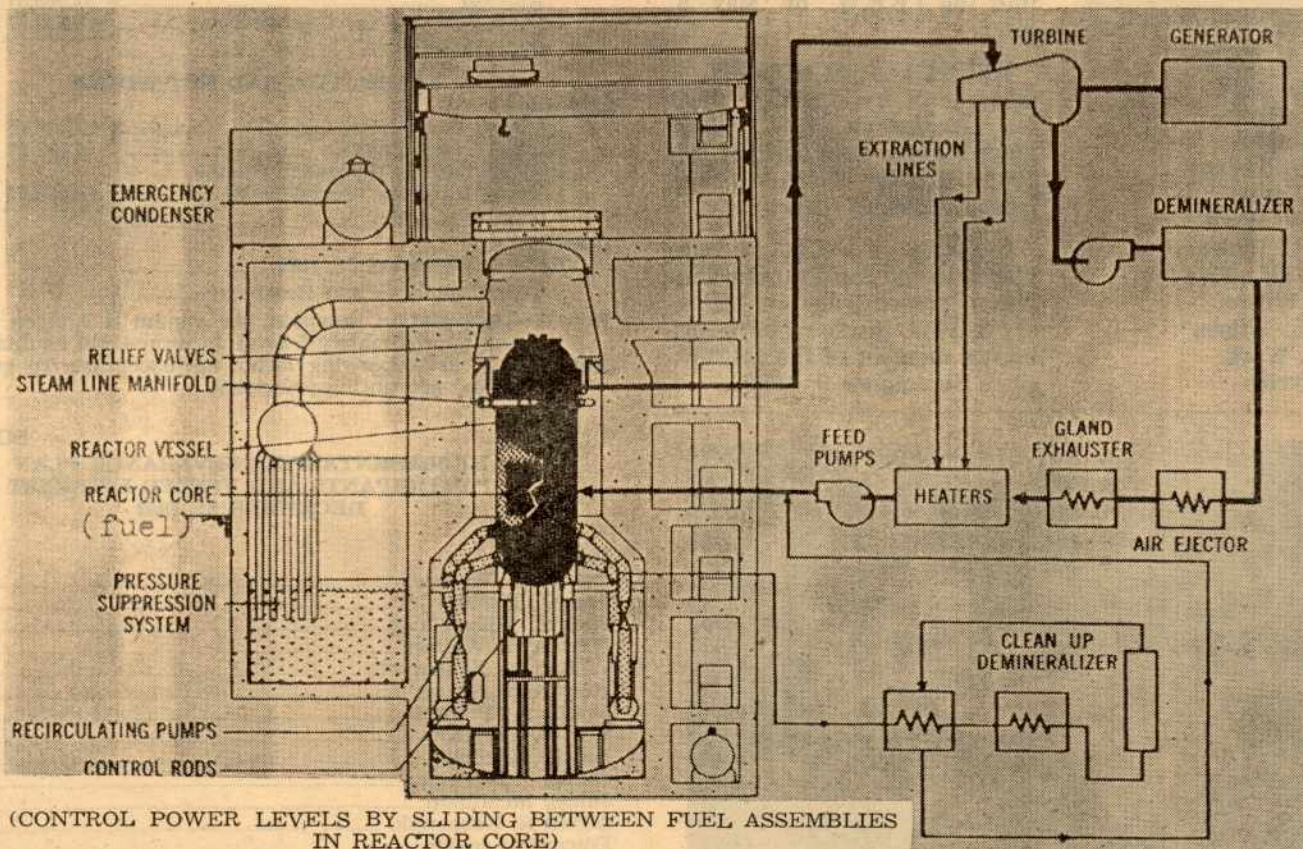 TURBINE
GENERATOR
EXTRACTION
LINES
EMERGENCY
CONDENSER
DEMINERALIZER
RELIEF VALVES
STEAM LINE MANIFOLD
REACTOR VESSEL
FEED
PUMPS
GLAND
EXHAUSTER
REACTOR CORE
(fuel)
HEATERS
AIR EJECTOR
PRESSURE
SUPPRESSION
SYSTEM
CLEAN UP
DEMINERALIZER
RECIRCULATING PUMPS
CONTROL RODS
(CONTROL POWER LEVELS BY SLIDING BETWEEN FUEL ASSEMBLIES
IN REACTOR CORE)